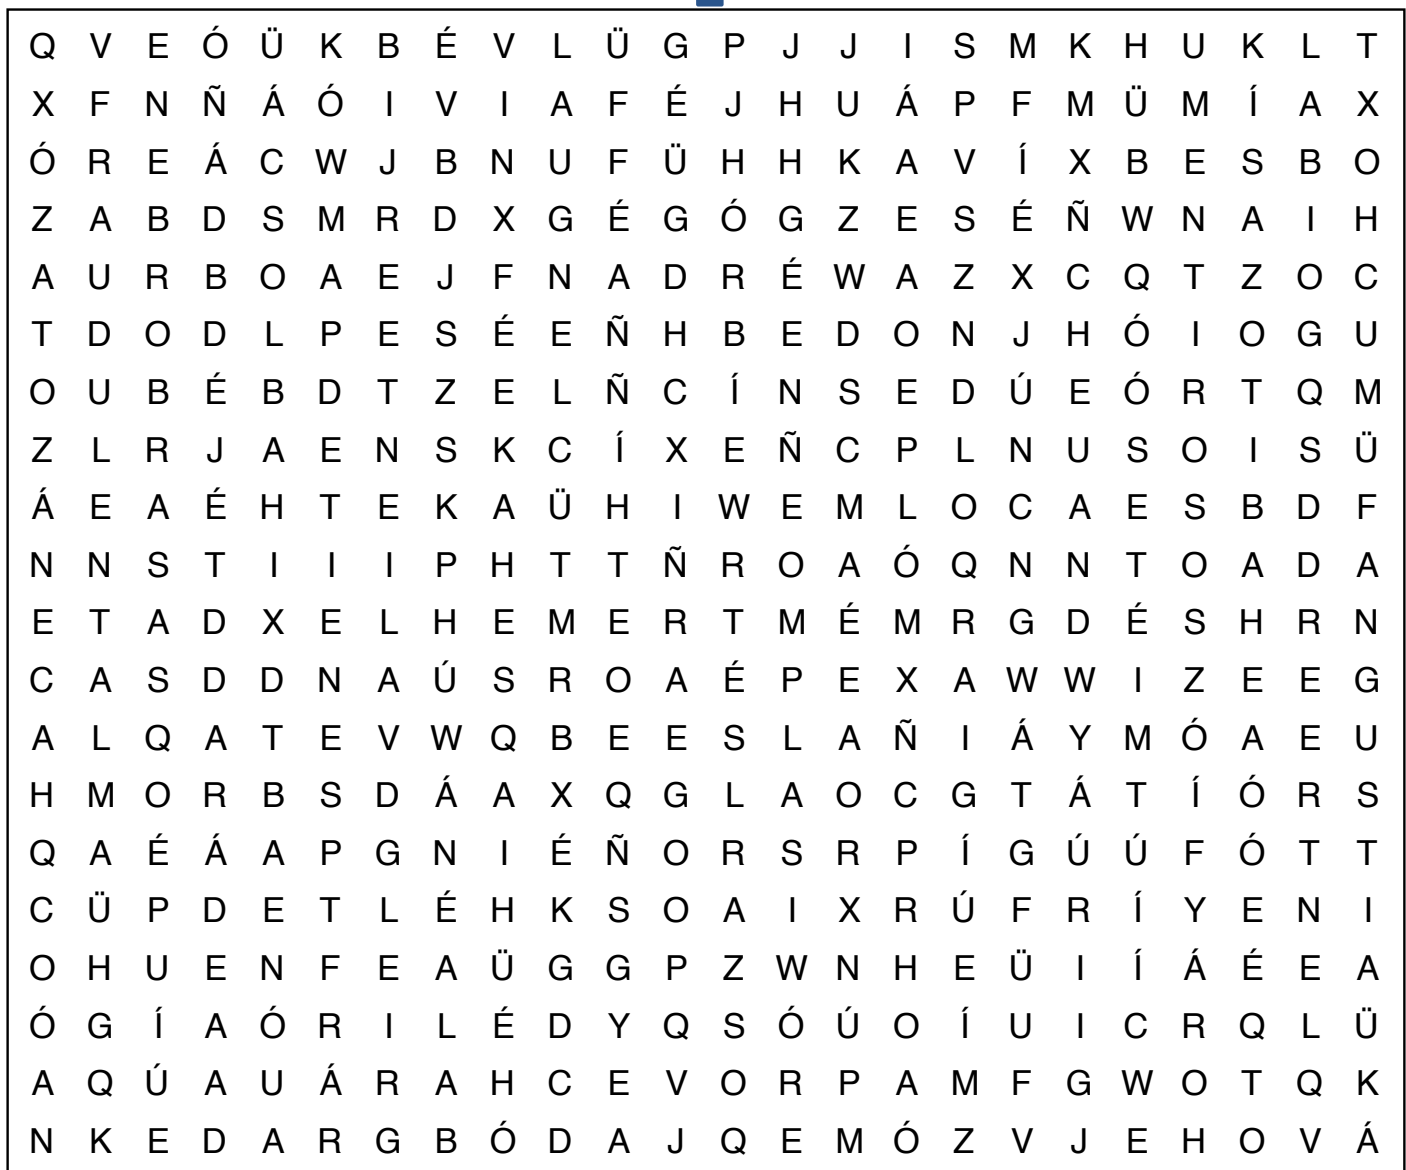 Q V E Ó Ü K B É V L Ü G P J J I S M K H U K L T
X F N Ñ Á Ó I V I A F É J H U Á P F M Ü M Í A X
Ó R E Á C W J B N U F Ü H H K A V Í X B E S B O
Z A B D S M R D X G É G Ó G Z E S É Ñ W N A I H
A U R B O A E J F N A D R É W A Z X C Q T Z O C
T D O D L P E S É E Ñ H B E D O N J H Ó I O G U
O U B É B D T Z E L Ñ C Í N S E D Ú E Ó R T Q M
Z L R J A E N S K C Í X E Ñ C P L N U S O I S Ü
Á E A É H T E K A Ü H I W E M L O C A E S B D F
N N S T I I I P H T T Ñ R O A Ó Q N N T O A D A
E T A D X E L H E M E R T M É M R G D É S H R N
C A S D D N A Ú S R O A É P E X A W W I Z E E G
A L Q A T E V W Q B E E S L A Ñ I Á Y M Ó A E U
H M O R B S D Á A X Q G L A O C G T Á T Í Ó R S
Q A É Á A P G N I É Ñ O R S R P Í G Ú Ú F Ó T T
C Ü P D E T L É H K S O A I X R Ú F R Í Y E N I
O H U E N F E A Ü G G P Z W N H E Ü I Í Á É E A
Ó G Í A Ó R I L É D Y Q S Ó Ú O Í U I C R Q L Ü
A Q Ú A U Á R A H C E V O R P A M F G W O T Q K
N K E D A R G B Ó D A J Q E M Ó Z V J E H O V Á